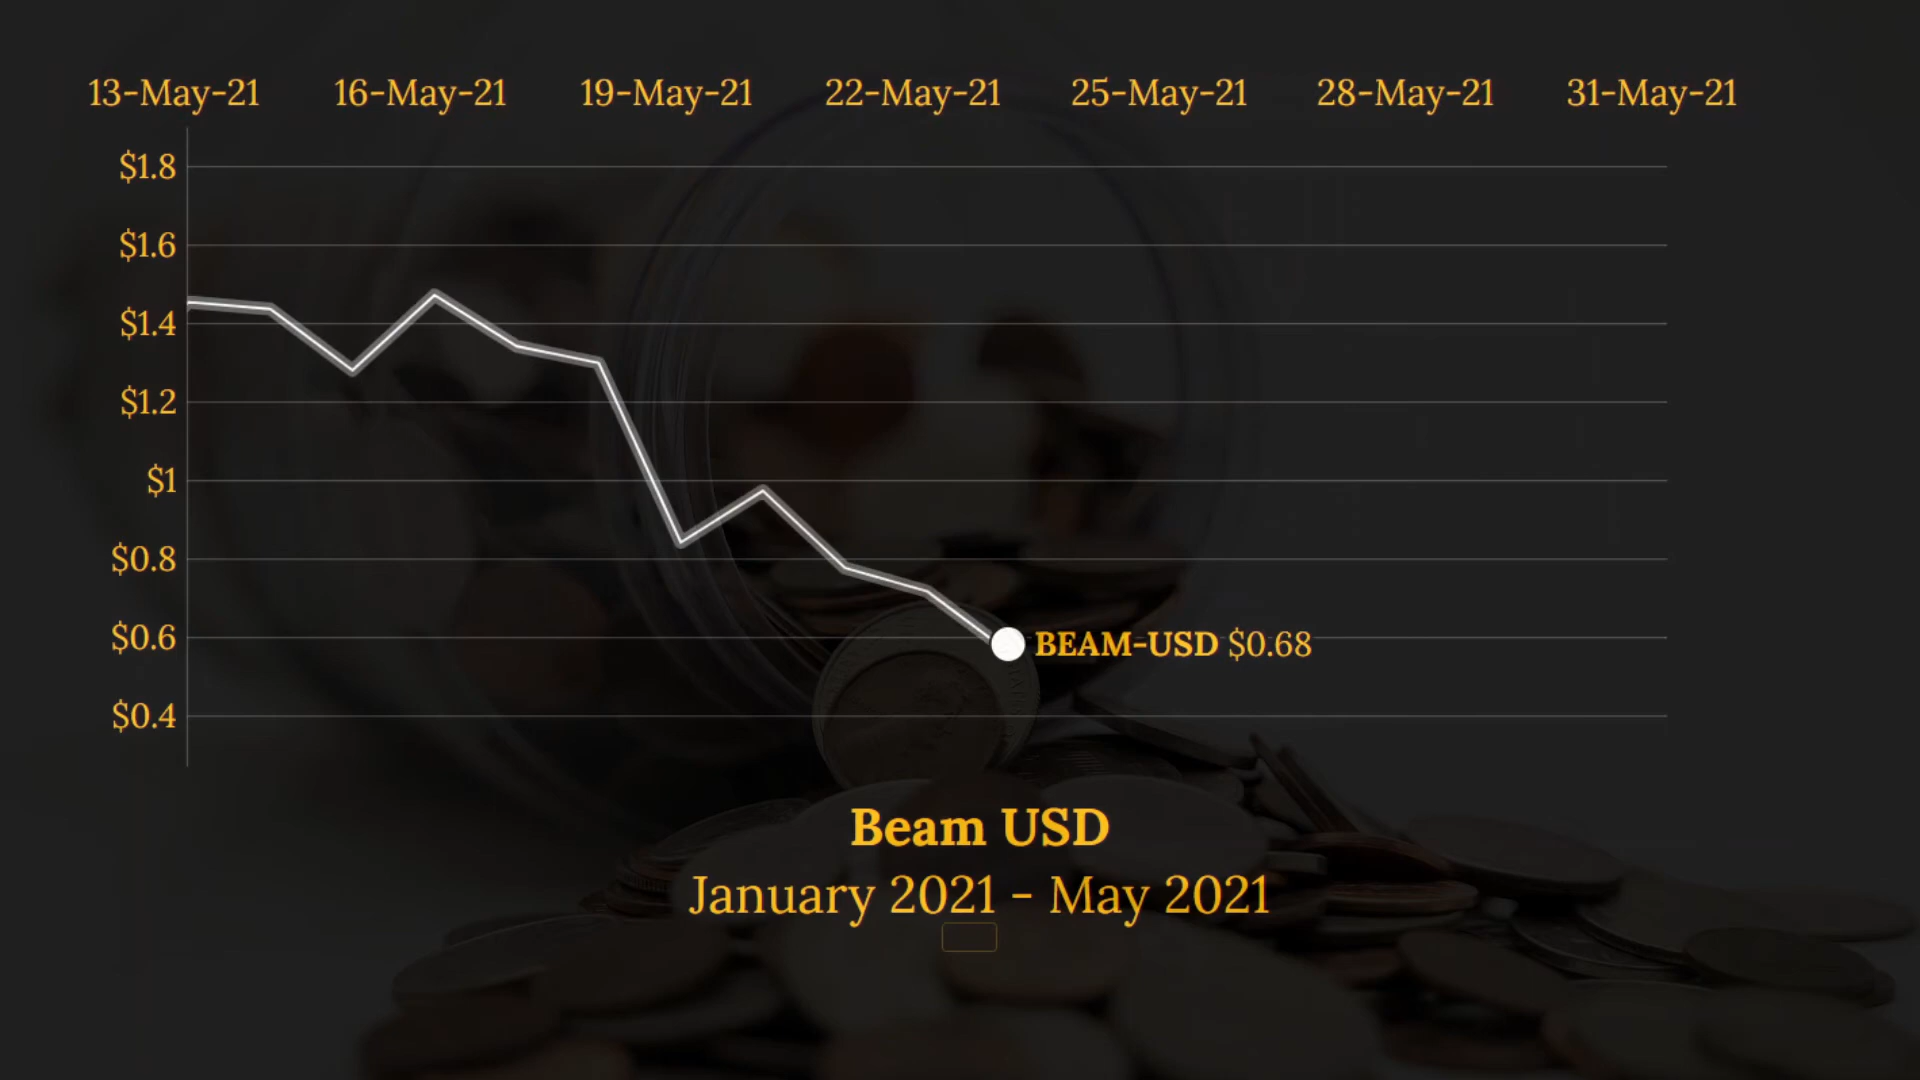 13-May-21 16-May-21 19-May-21 22-May-21 25-May-21 28-May-21 31-May-21
$1.8
$1.6
$1.4
$1.2
$1
$0.8
$0.6
BEAM-USD $0.68
$0.4
Beam USD
January 2021 - May 2021